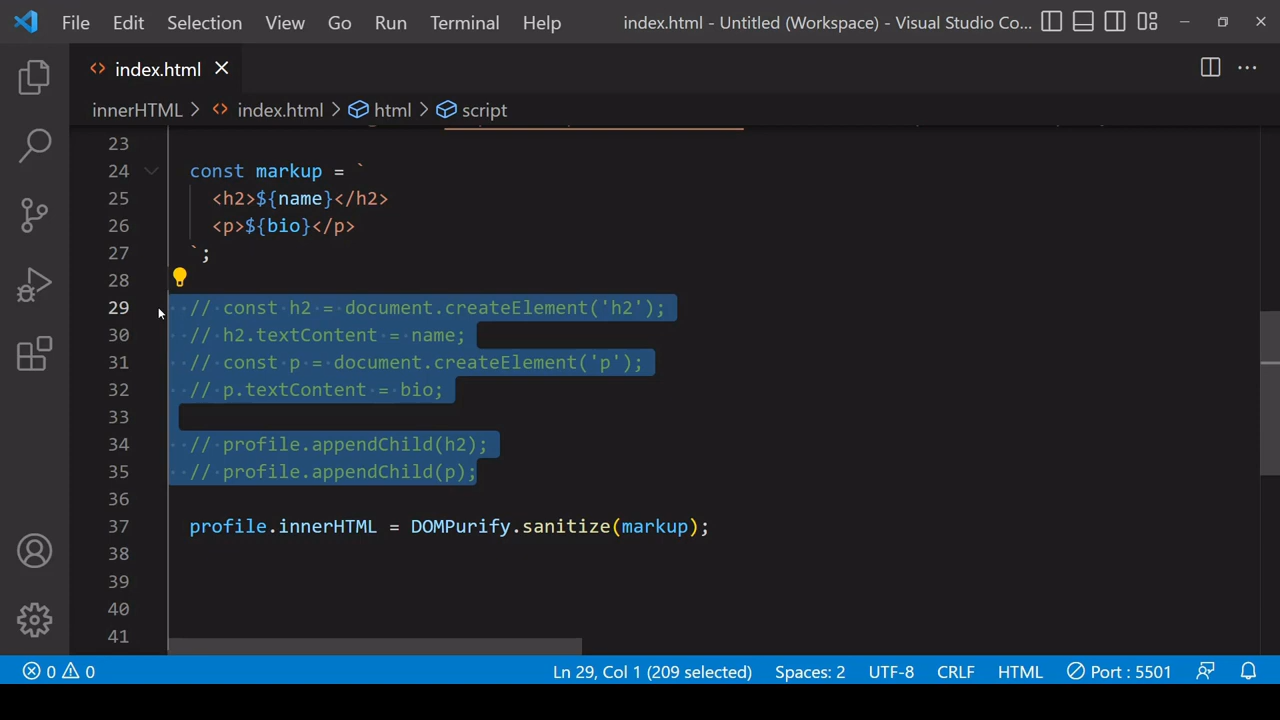 File Edit Selection View Go Run Terminal Help index.html - Untitled (Workspace) - Visual Studio Co...
index.html
innerHTML > index.html > html > script
23
24 const markup = `
25 <h2>${name}</h2>
26 <p>${bio}</p>
27 `;
28
29 // const h2 = document.createElement('h2');
30 // h2.textContent = name;
31 // const p = document.createElement('p');
32 // p.textContent = bio;
33
34 // profile.appendChild(h2);
35 // profile.appendChild(p);
36
37 profile.innerHTML = DOMPurify.sanitize(markup);
38
39
40
41
0 0 Ln 29, Col 1 (209 selected) Spaces: 2 UTF-8 CRLF HTML Port : 5501